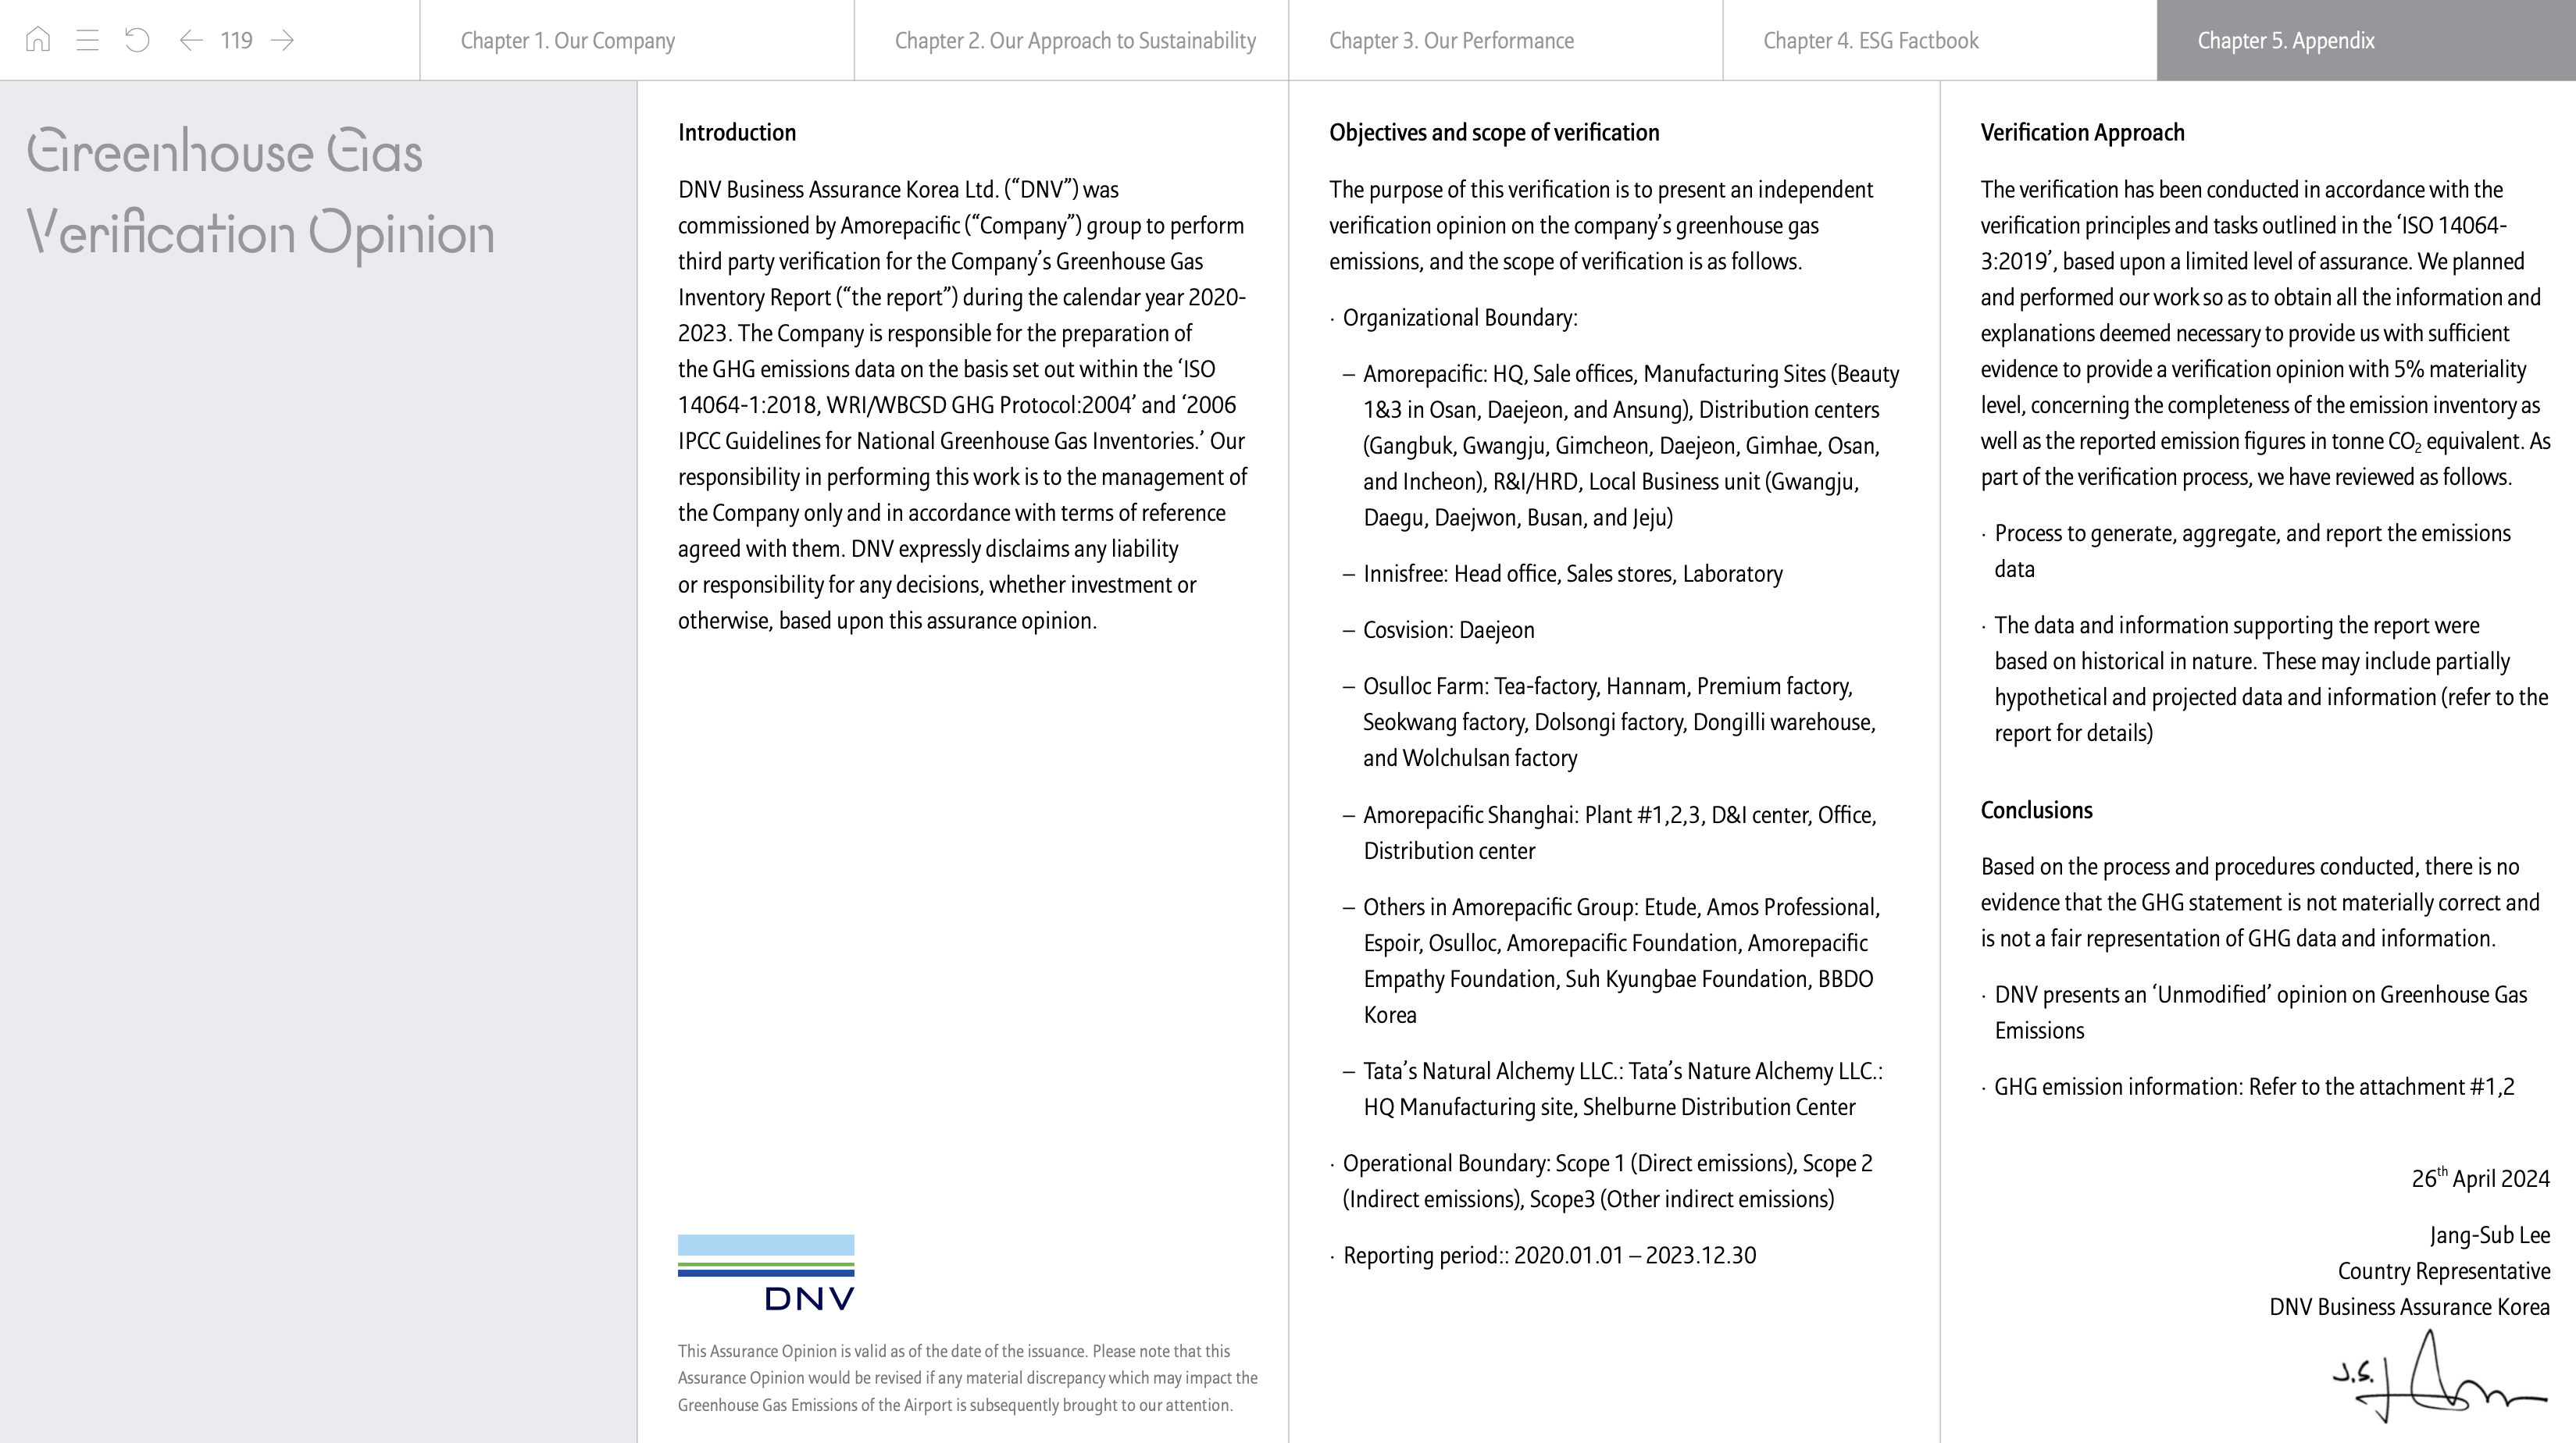 119
Chapter 1. Our Company
Chapter 2. Our Approach to Sustainability
Chapter 3. Our Performance
Chapter 4. ESG Factbook
Chapter 5. Appendix
Greenhouse Gas
Verification Opinion
Introduction
DNV Business Assurance Korea Ltd. (“DNV”) was
commissioned by Amorepacific (“Company”) group to perform
third party verification for the Company’s Greenhouse Gas
Inventory Report (“the report”) during the calendar year 2020-
2023. The Company is responsible for the preparation of
the GHG emissions data on the basis set out within the ‘ISO
14064-1:2018, WRI/WBCSD GHG Protocol:2004’ and ‘2006
IPCC Guidelines for National Greenhouse Gas Inventories.’ Our
responsibility in performing this work is to the management of
the Company only and in accordance with terms of reference
agreed with them. DNV expressly disclaims any liability
or responsibility for any decisions, whether investment or
otherwise, based upon this assurance opinion.
DNV
This Assurance Opinion is valid as of the date of the issuance. Please note that this
Assurance Opinion would be revised if any material discrepancy which may impact the
Greenhouse Gas Emissions of the Airport is subsequently brought to our attention.
Objectives and scope of verification
The purpose of this verification is to present an independent
verification opinion on the company’s greenhouse gas
emissions, and the scope of verification is as follows.
· Organizational Boundary:
– Amorepacific: HQ, Sale offices, Manufacturing Sites (Beauty
1&3 in Osan, Daejeon, and Ansung), Distribution centers
(Gangbuk, Gwangju, Gimcheon, Daejeon, Gimhae, Osan,
and Incheon), R&I/HRD, Local Business unit (Gwangju,
Daegu, Daejwon, Busan, and Jeju)
– Innisfree: Head office, Sales stores, Laboratory
– Cosvision: Daejeon
– Osulloc Farm: Tea-factory, Hannam, Premium factory,
Seokwang factory, Dolsongi factory, Dongilli warehouse,
and Wolchulsan factory
– Amorepacific Shanghai: Plant #1,2,3, D&I center, Office,
Distribution center
– Others in Amorepacific Group: Etude, Amos Professional,
Espoir, Osulloc, Amorepacific Foundation, Amorepacific
Empathy Foundation, Suh Kyungbae Foundation, BBDO
Korea
– Tata’s Natural Alchemy LLC.: Tata’s Nature Alchemy LLC.:
HQ Manufacturing site, Shelburne Distribution Center
· Operational Boundary: Scope 1 (Direct emissions), Scope 2
(Indirect emissions), Scope3 (Other indirect emissions)
· Reporting period:: 2020.01.01 – 2023.12.30
Verification Approach
The verification has been conducted in accordance with the
verification principles and tasks outlined in the ‘ISO 14064-
3:2019’, based upon a limited level of assurance. We planned
and performed our work so as to obtain all the information and
explanations deemed necessary to provide us with sufficient
evidence to provide a verification opinion with 5% materiality
level, concerning the completeness of the emission inventory as
well as the reported emission figures in tonne CO₂ equivalent. As
part of the verification process, we have reviewed as follows.
· Process to generate, aggregate, and report the emissions
data
· The data and information supporting the report were
based on historical in nature. These may include partially
hypothetical and projected data and information (refer to the
report for details)
Conclusions
Based on the process and procedures conducted, there is no
evidence that the GHG statement is not materially correct and
is not a fair representation of GHG data and information.
· DNV presents an ‘Unmodified’ opinion on Greenhouse Gas
Emissions
· GHG emission information: Refer to the attachment #1,2
26th April 2024
Jang-Sub Lee
Country Representative
DNV Business Assurance Korea
J.S.